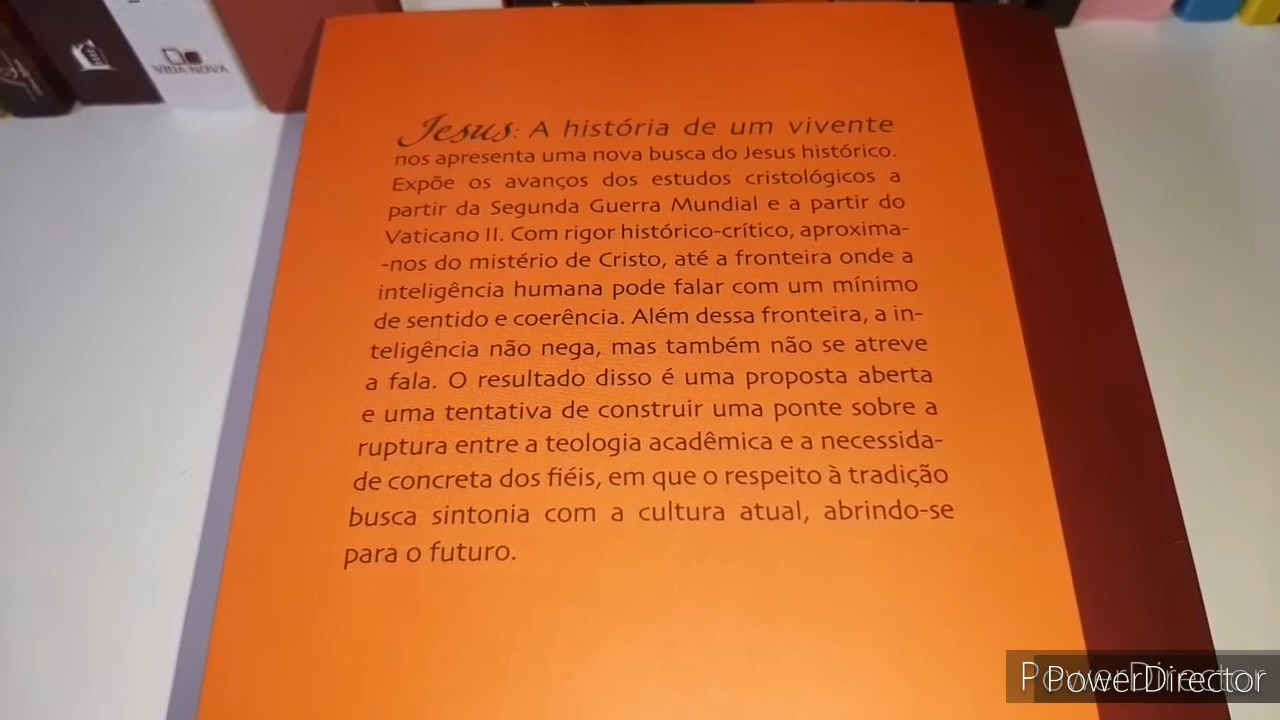 VIDA NOVA
Jesus: A história de um vivente
nos apresenta uma nova busca do Jesus histórico.
Expõe os avanços dos estudos cristológicos a
partir da Segunda Guerra Mundial e a partir do
Vaticano II. Com rigor histórico-crítico, aproxima-
-nos do mistério de Cristo, até a fronteira onde a
inteligência humana pode falar com um mínimo
de sentido e coerência. Além dessa fronteira, a in-
teligência não nega, mas também não se atreve
a fala. O resultado disso é uma proposta aberta
e uma tentativa de construir uma ponte sobre a
ruptura entre a teologia acadêmica e a necessida-
de concreta dos fiéis, em que o respeito à tradição
busca sintonia com a cultura atual, abrindo-se
para o futuro.
PowerDirector
PowerDirector